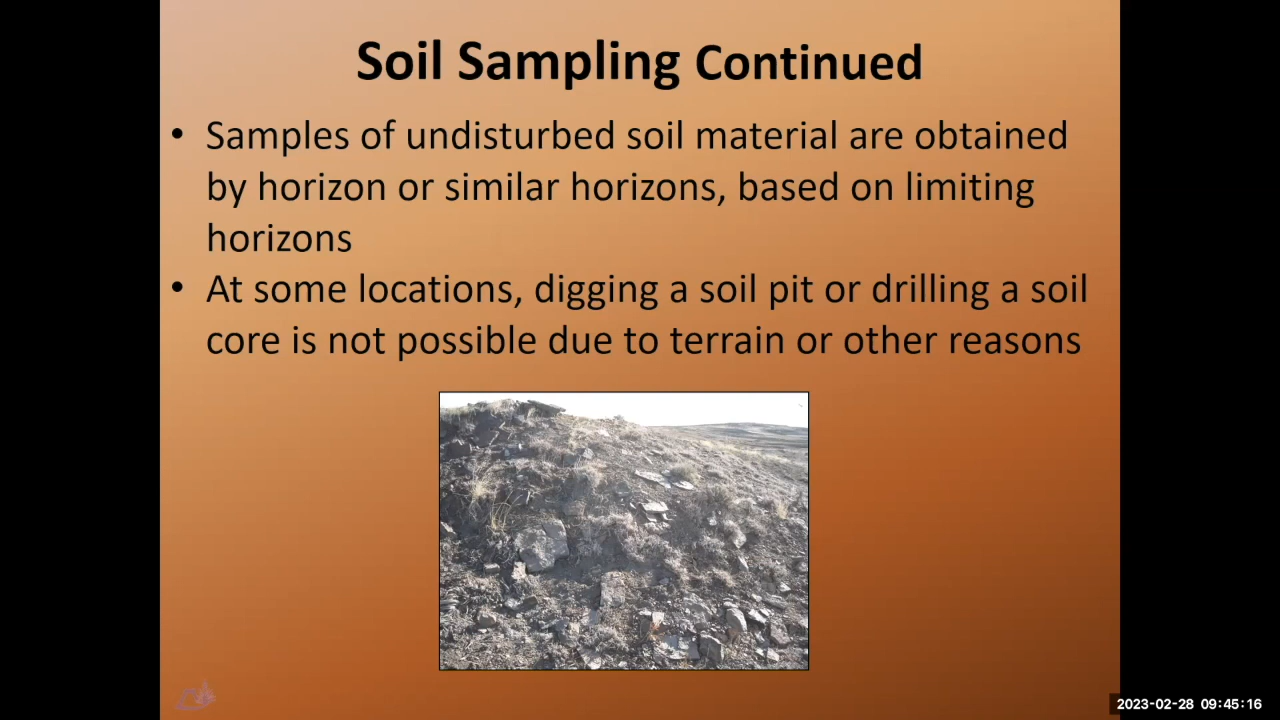 Soil Sampling Continued
• Samples of undisturbed soil material are obtained
by horizon or similar horizons, based on limiting
horizons
• At some locations, digging a soil pit or drilling a soil
core is not possible due to terrain or other reasons
2023-02-28 09:45:16